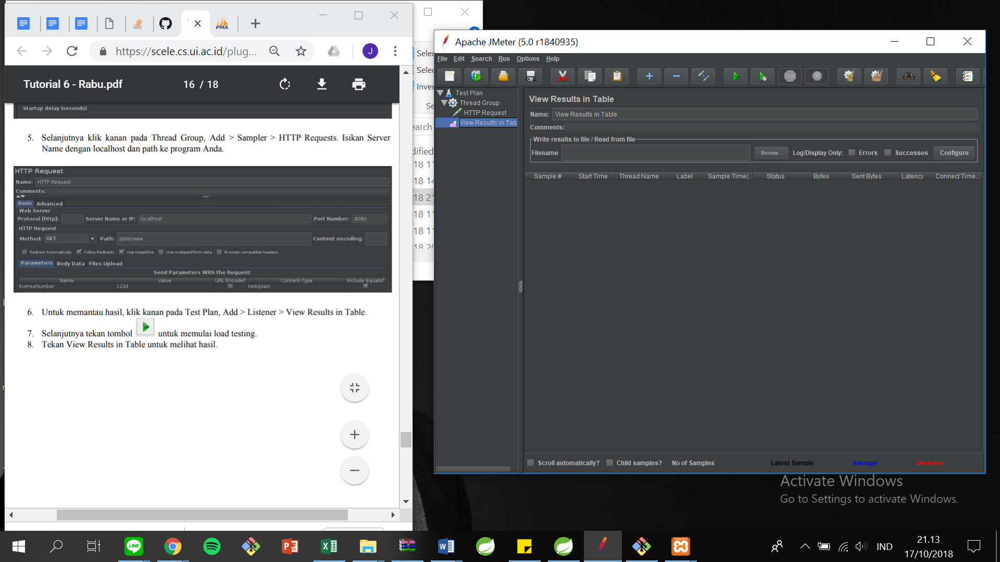 PMA
https://scele.cs.ui.ac.id/plug...
J
Tutorial 6 - Rabu.pdf
16 / 18
Startup delay (seconds)
5. Selanjutnya klik kanan pada Thread Group, Add > Sampler > HTTP Requests. Isikan Server
Name dengan localhost dan path ke program Anda.
HTTP Request
Name: HTTP Request
Comments:
Basic Advanced
Web Server
Protocol [http]: Server Name or IP: localhost Port Number: 8080
HTTP Request
Method: GET Path: /pilot/view Content encoding:
Redirect Automatically Follow Redirects Use KeepAlive Use multipart/form-data Browser-compatible headers
Parameters Body Data Files Upload
Send Parameters With the Request:
Name: Value URL Encode? Content-Type Include Equals?
licenseNumber 1234 text/plain
6. Untuk memantau hasil, klik kanan pada Test Plan, Add > Listener > View Results in Table.
7. Selanjutnya tekan tombol untuk memulai load testing.
8. Tekan View Results in Table untuk melihat hasil.
Selec
Selec
Inver
Se
earch
dified
18 11
18 14
18 21
18 11
18 11
18 20
Apache JMeter (5.0 r1840935)
File Edit Search Run Options Help
STOP
Test Plan
Thread Group
HTTP Request
View Results in Tab
View Results in Table
Name: View Results in Table
Comments:
Write results to file / Read from file
Filename Browse... Log/Display Only: Errors Successes Configure
Sample # Start Time Thread Name Label Sample Time(... Status Bytes Sent Bytes Latency Connect Time...
Scroll automatically? Child samples? No of Samples Latest Sample Average Deviation
Activate Windows
Go to Settings to activate Windows.
LINE
IND
21.13
17/10/2018